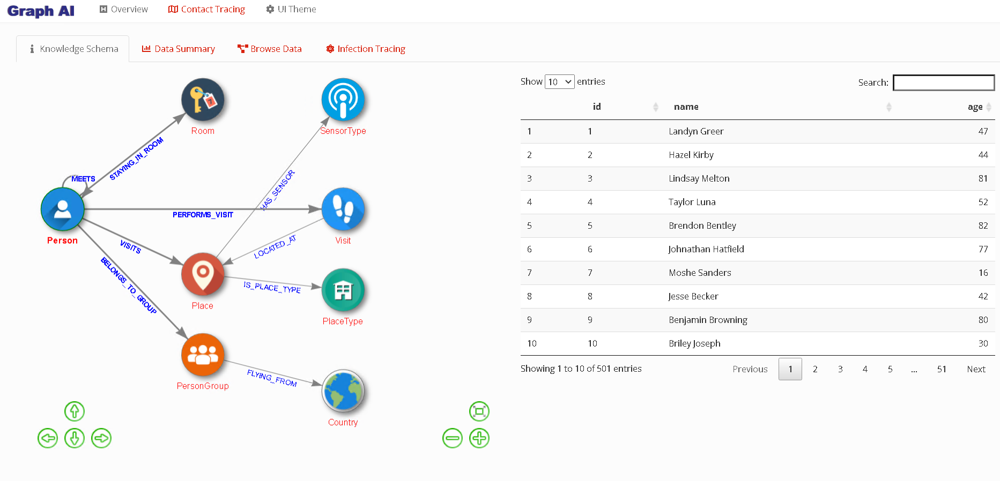 Graph AI
Overview
Contact Tracing
UI Theme
Knowledge Schema
Data Summary
Browse Data
Infection Tracing
7
Room
SensorType
STAYING_IN_ROOM
MEETS
HAS_SENSOR
PERFORMS_VISIT
Person
Visit
VISITS
LOCATED_AT
BELONGS_TO_GROUP
IS_PLACE_TYPE
Place
PlaceType
FLYING_FROM
PersonGroup
Country
Show 10 entries
Search:
id name age
1 1 Landyn Greer 47
2 2 Hazel Kirby 44
3 3 Lindsay Melton 81
4 4 Taylor Luna 52
5 5 Brendon Bentley 82
6 6 Johnathan Hatfield 77
7 7 Moshe Sanders 16
8 8 Jesse Becker 42
9 9 Benjamin Browning 80
10 10 Briley Joseph 30
Showing 1 to 10 of 501 entries
Previous 1 2 3 4 5 ... 51 Next